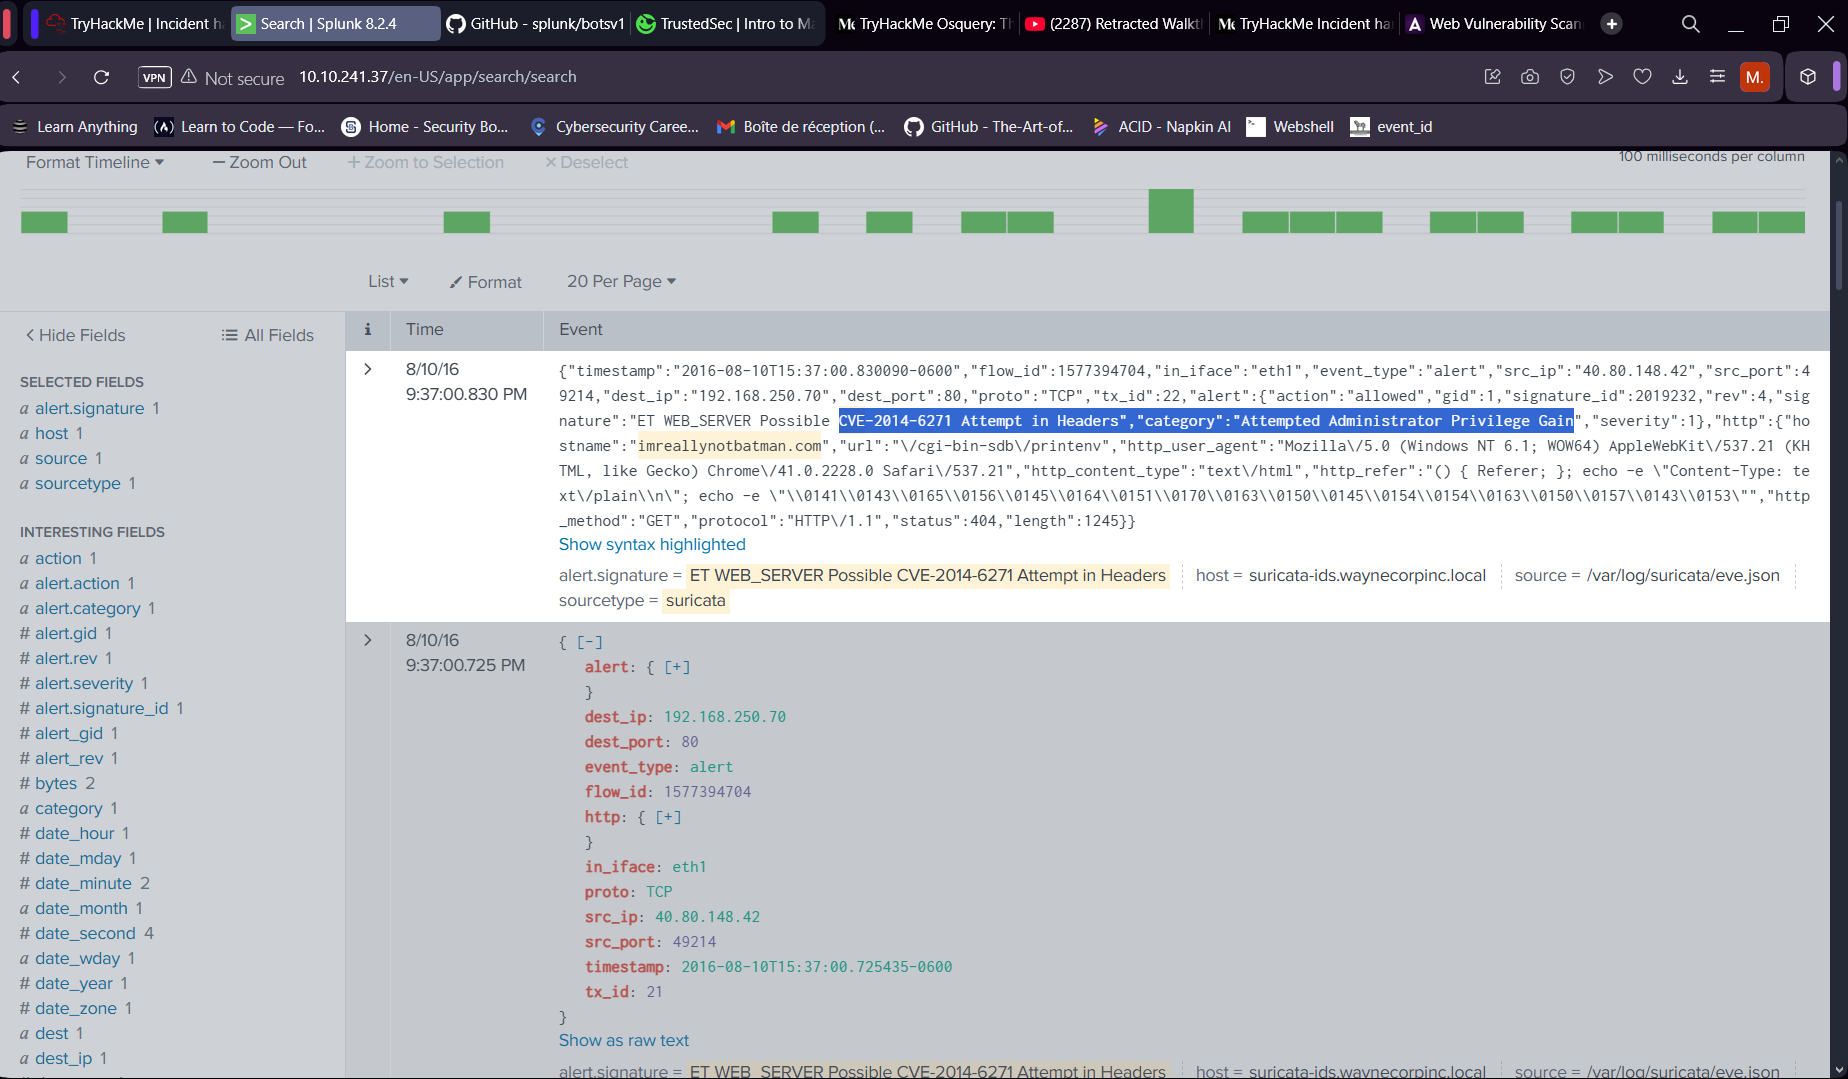 TryHackMe | Incident ha
Search | Splunk 8.2.4
GitHub - splunk/botsv1
TrustedSec | Intro to Ma
TryHackMe Osquery: Th
(2287) Retracted Walkt
TryHackMe Incident han
Web Vulnerability Scan
VPN
Not secure
10.10.241.37/en-US/app/search/search
M.
Learn Anything
Learn to Code — Fo...
Home - Security Bo...
Cybersecurity Caree...
Boîte de réception (...
GitHub - The-Art-of...
ACID - Napkin AI
Webshell
event_id
Format Timeline
Zoom Out
Zoom to Selection
Deselect
100 milliseconds per column
List
Format
20 Per Page
Hide Fields
All Fields
i
Time
Event
SELECTED FIELDS
a alert.signature 1
a host 1
a source 1
a sourcetype 1
INTERESTING FIELDS
a action 1
a alert.action 1
a alert.category 1
# alert.gid 1
# alert.rev 1
# alert.severity 1
# alert.signature_id 1
# alert_gid 1
# alert_rev 1
# bytes 2
a category 1
# date_hour 1
# date_mday 1
# date_minute 2
a date_month 1
# date_second 4
a date_wday 1
# date_year 1
# date_zone 1
a dest 1
a dest_ip 1
8/10/16
9:37:00.830 PM
{"timestamp":"2016-08-10T15:37:00.830090-0600","flow_id":1577394704,"in_iface":"eth1","event_type":"alert","src_ip":"40.80.148.42","src_port":4
9214,"dest_ip":"192.168.250.70","dest_port":80,"proto":"TCP","tx_id":22,"alert":{"action":"allowed","gid":1,"signature_id":2019232,"rev":4,"sig
nature":"ET WEB_SERVER Possible CVE-2014-6271 Attempt in Headers","category":"Attempted Administrator Privilege Gain","severity":1},"http":{"ho
stname":"imreallynotbatman.com","url":"\/cgi-bin-sdb\/printenv","http_user_agent":"Mozilla\/5.0 (Windows NT 6.1; WOW64) AppleWebKit\/537.21 (KH
TML, like Gecko) Chrome\/41.0.2228.0 Safari\/537.21","http_content_type":"text\/html","http_refer":"() { Referer; }; echo -e \"Content-Type: te
xt\/plain\\n\"; echo -e \"\\0141\\0143\\0165\\0156\\0145\\0164\\0151\\0170\\0163\\0150\\0145\\0154\\0154\\0163\\0150\\0157\\0143\\0153\"","http
_method":"GET","protocol":"HTTP\/1.1","status":404,"length":1245}}
Show syntax highlighted
alert.signature = ET WEB_SERVER Possible CVE-2014-6271 Attempt in Headers
host = suricata-ids.waynecorpinc.local
source = /var/log/suricata/eve.json
sourcetype = suricata
8/10/16
9:37:00.725 PM
{ [-]
alert: { [+]
}
dest_ip: 192.168.250.70
dest_port: 80
event_type: alert
flow_id: 1577394704
http: { [+]
}
in_iface: eth1
proto: TCP
src_ip: 40.80.148.42
src_port: 49214
timestamp: 2016-08-10T15:37:00.725435-0600
tx_id: 21
}
Show as raw text
alert.signature = ET WEB_SERVER Possible CVE-2014-6271 Attempt in Headers
host = suricata-ids.waynecorpinc.local
source = /var/log/suricata/eve.json